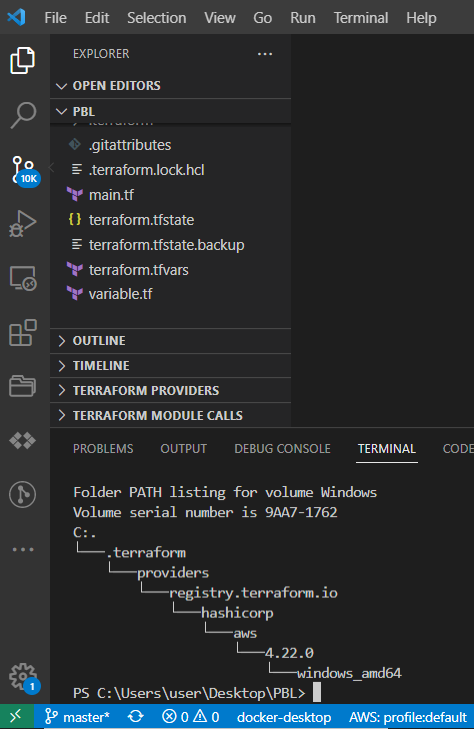 File Edit Selection View Go Run Terminal Help
EXPLORER
OPEN EDITORS
PBL
.terraform
.gitattributes
.terraform.lock.hcl
main.tf
terraform.tfstate
terraform.tfstate.backup
terraform.tfvars
variable.tf
OUTLINE
TIMELINE
TERRAFORM PROVIDERS
TERRAFORM MODULE CALLS
10K
PROBLEMS OUTPUT DEBUG CONSOLE TERMINAL CODE
Folder PATH listing for volume Windows
Volume serial number is 9AA7-1762
C:.
└───.terraform
└───providers
└───registry.terraform.io
└───hashicorp
└───aws
└───4.22.0
└───windows_amd64
PS C:\Users\user\Desktop\PBL>
1
master* 0 0 docker-desktop AWS: profile:default